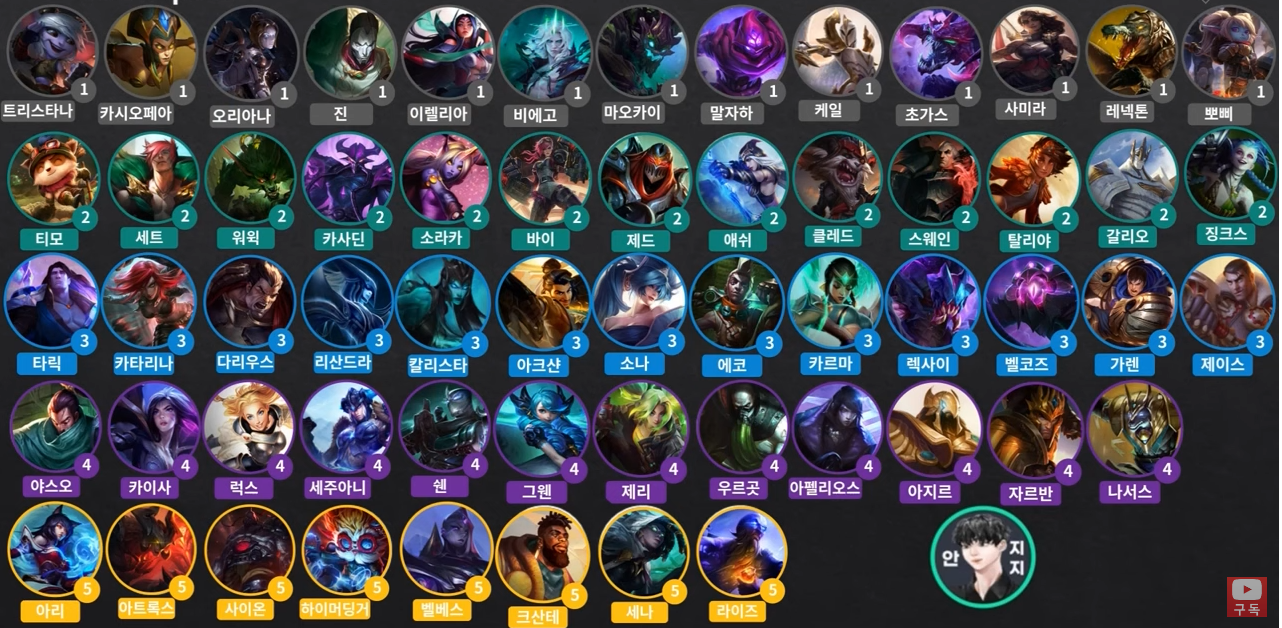 1 1 1 1 1 1 1 1 1 1 1 1 1
트리스타나 카시오페아 오리아나 진 이렐리아 비에고 마오카이 말자하 케일 초가스 사미라 레넥톤 뽀삐
2 2 2 2 2 2 2 2 2 2 2 2 2
티모 세트 워윅 카사딘 소라카 바이 제드 애쉬 클레드 스웨인 탈리야 갈리오 징크스
3 3 3 3 3 3 3 3 3 3 3 3 3
타릭 카타리나 다리우스 리산드라 칼리스타 아크샨 소나 에코 카르마 렉사이 벨코즈 가렌 제이스
4 4 4 4 4 4 4 4 4 4 4 4
야스오 카이사 럭스 세주아니 쉔 그웬 제리 우르곳 아펠리오스 아지르 자르반 나서스
5 5 5 5 5 5 5 5
아리 아트록스 사이온 하이머딩거 벨베스 크산테 세나 라이즈
안 지지
구독